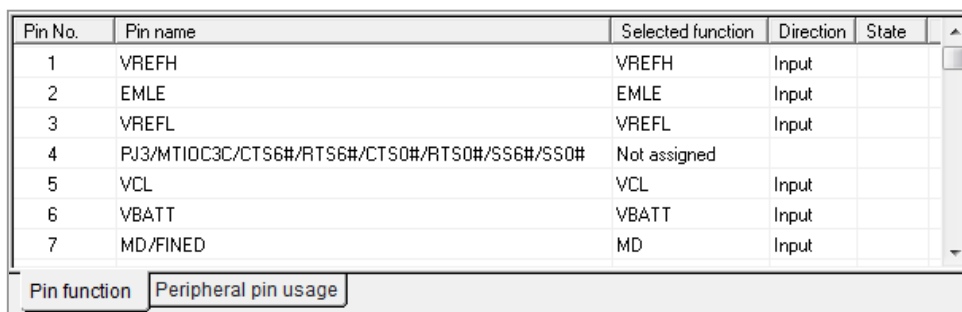 Pin No. Pin name Selected function Direction State
1 VREFH VREFH Input
2 EMLE EMLE Input
3 VREFL VREFL Input
4 PJ3/MTIOC3C/CTS6#/RTS6#/CTS0#/RTS0#/SS6#/SS0# Not assigned
5 VCL VCL Input
6 VBATT VBATT Input
7 MD/FINED MD Input
Pin function Peripheral pin usage